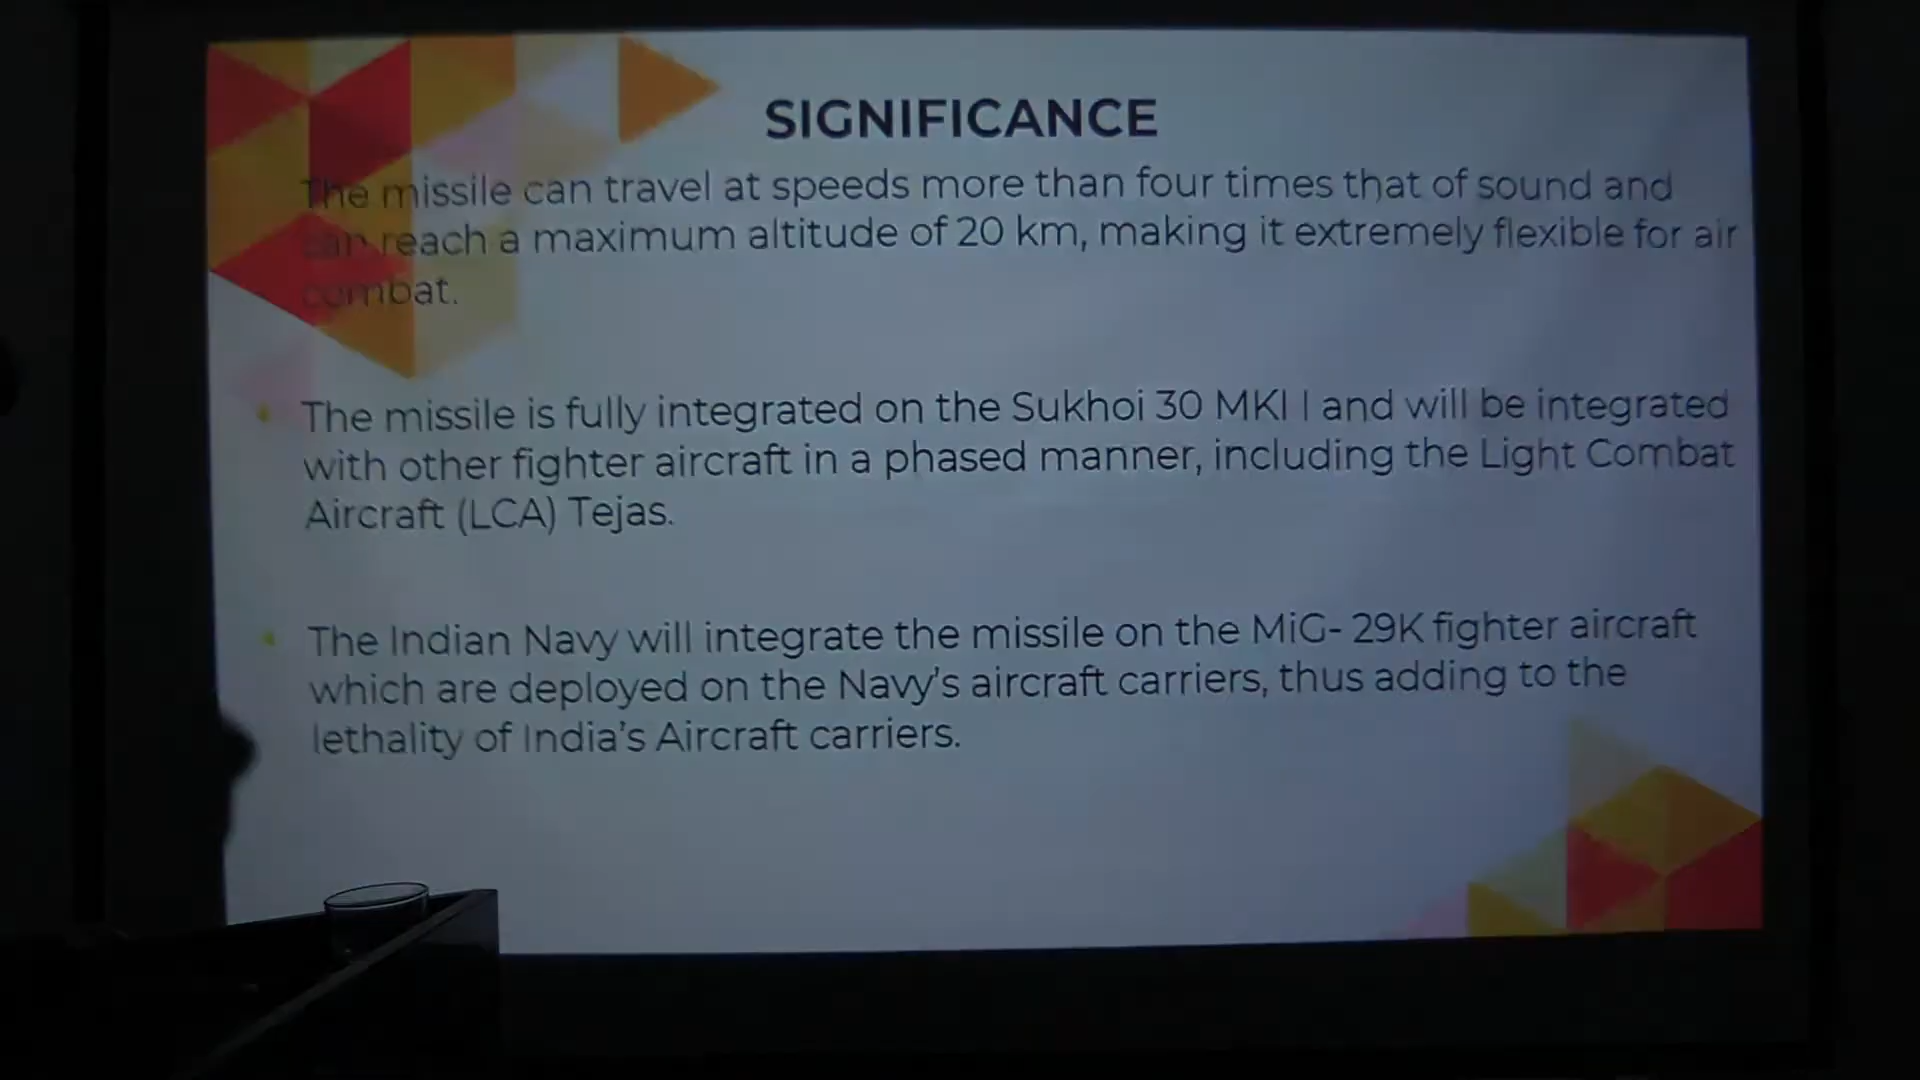 SIGNIFICANCE
The missile can travel at speeds more than four times that of sound and
can reach a maximum altitude of 20 km, making it extremely flexible for air
combat.
The missile is fully integrated on the Sukhoi 30 MKI I and will be integrated
with other fighter aircraft in a phased manner, including the Light Combat
Aircraft (LCA) Tejas.
The Indian Navy will integrate the missile on the MiG- 29K fighter aircraft
which are deployed on the Navy's aircraft carriers, thus adding to the
lethality of India's Aircraft carriers.